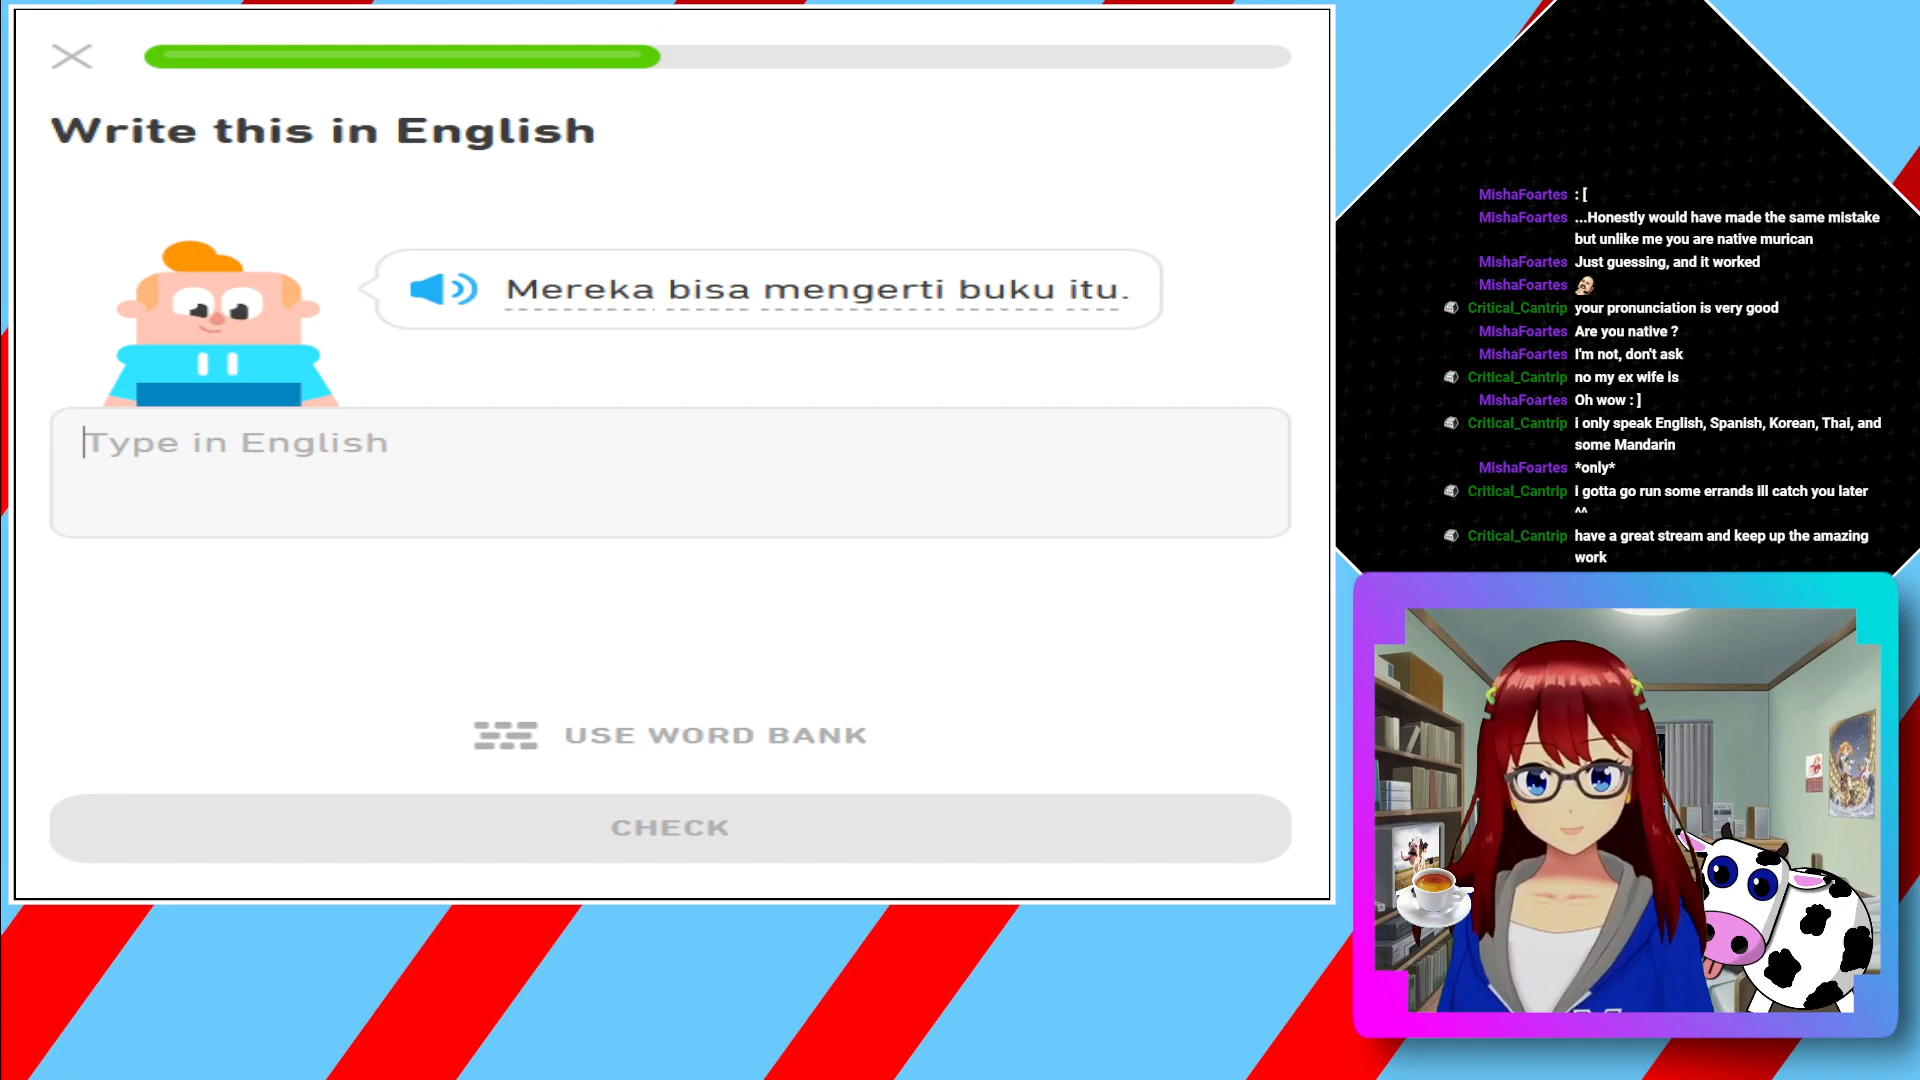 Write this in English
Mereka bisa mengerti buku itu.
Type in English
USE WORD BANK
CHECK
MishaFoartes : [
MishaFoartes ...Honestly would have made the same mistake
but unlike me you are native murican
MishaFoartes Just guessing, and it worked
MishaFoartes
Critical_Cantrip your pronunciation is very good
MishaFoartes Are you native ?
MishaFoartes I'm not, don't ask
Critical_Cantrip no my ex wife is
MishaFoartes Oh wow : ]
Critical_Cantrip i only speak English, Spanish, Korean, Thai, and
some Mandarin
MishaFoartes *only*
Critical_Cantrip i gotta go run some errands ill catch you later
^^
Critical_Cantrip have a great stream and keep up the amazing
work